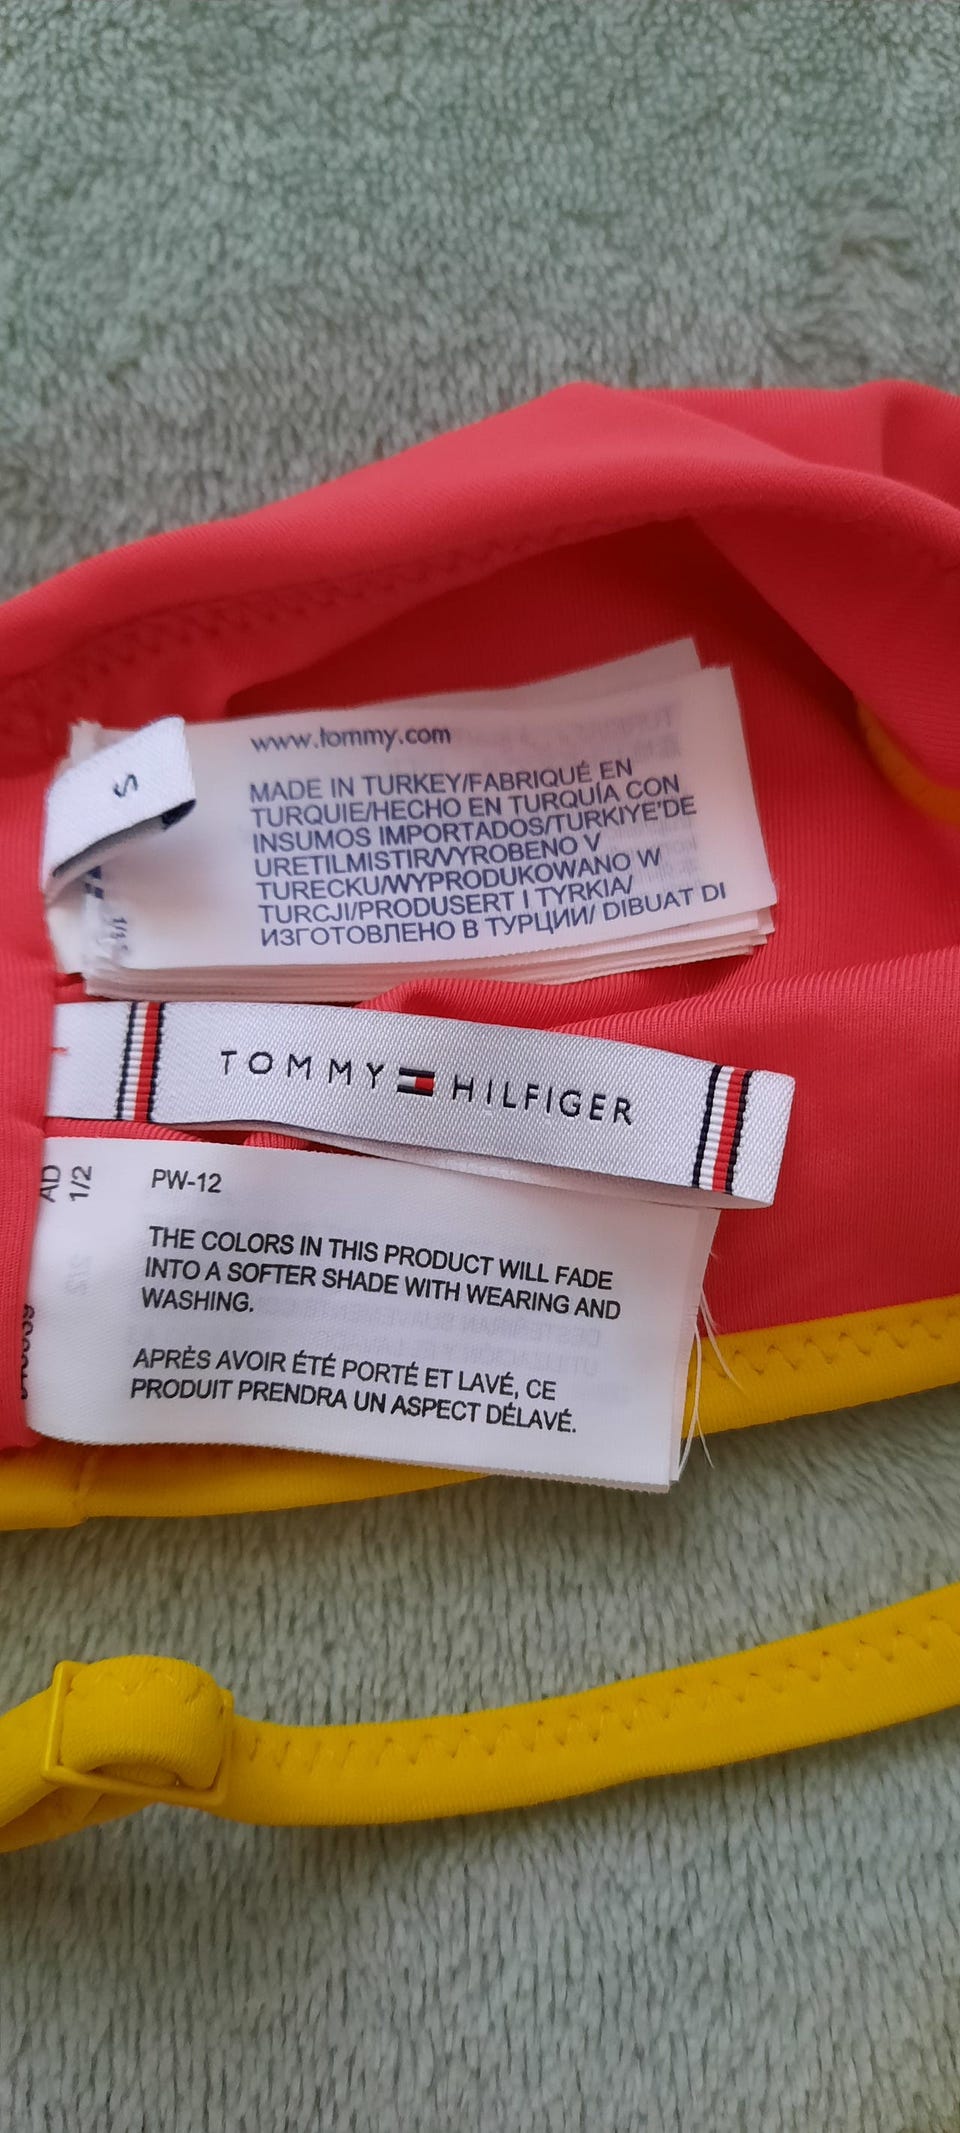 S
www.tommy.com
MADE IN TURKEY/FABRIQUÉ EN
TURQUIE/HECHO EN TURQUÍA CON
INSUMOS IMPORTADOS/TURKIYE'DE
URETILMISTIR/VYROBENO V
TURECKU/WYPRODUKOWANO W
TURCJI/PRODUSERT I TYRKIA/
ИЗГОТОВЛЕНО В ТУРЦИИ/ DIBUAT DI
TOMMY HILFIGER
AD
1/2
PW-12
THE COLORS IN THIS PRODUCT WILL FADE
INTO A SOFTER SHADE WITH WEARING AND
WASHING.
APRÈS AVOIR ÉTÉ PORTÉ ET LAVÉ, CE
PRODUIT PRENDRA UN ASPECT DÉLAVÉ.